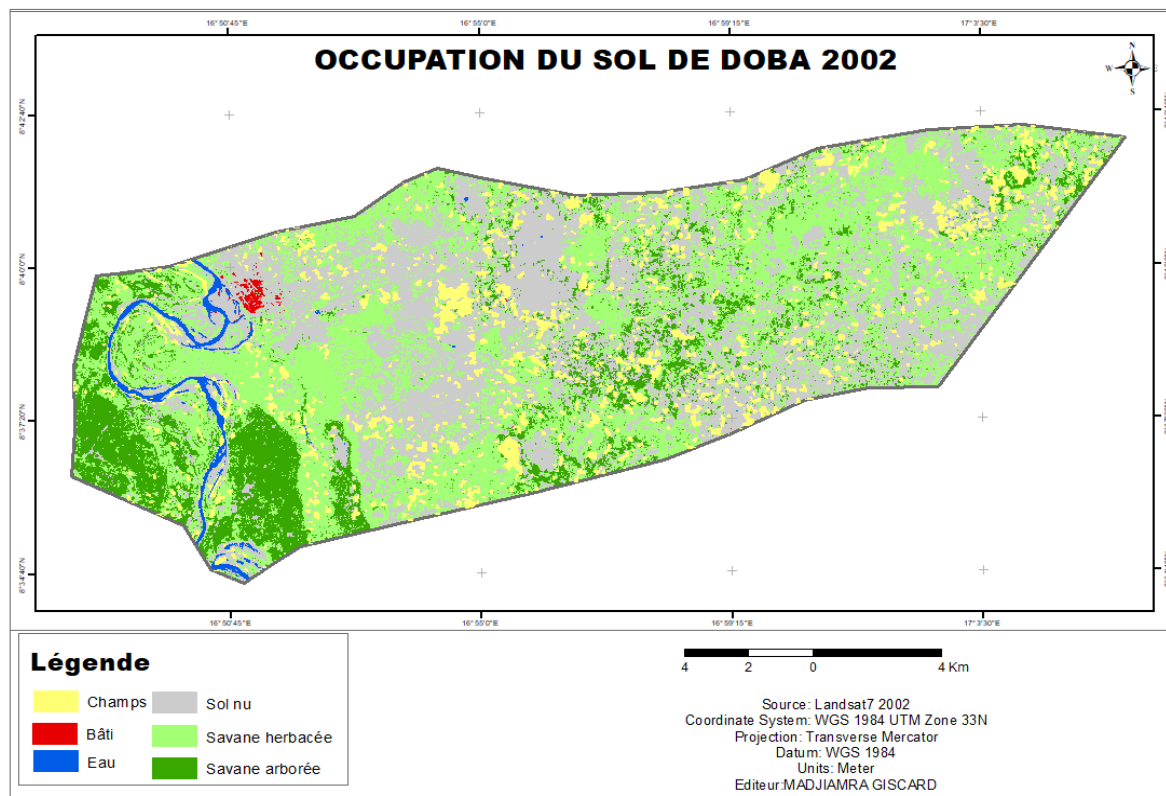 16°50'45"E 16°55'0"E 16°59'15"E 17°3'30"E
OCCUPATION DU SOL DE DOBA 2002
N
W E
S
8°42'40"N
8°40'0"N
8°37'20"N
8°34'40"N
16°50'45"E 16°55'0"E 16°59'15"E 17°3'30"E
Légende
Champs
Bâti
Eau
Sol nu
Savane herbacée
Savane arborée
4 2 0 4 Km
Source: Landsat7 2002
Coordinate System: WGS 1984 UTM Zone 33N
Projection: Transverse Mercator
Datum: WGS 1984
Units: Meter
Editeur:MADJIAMRA GISCARD